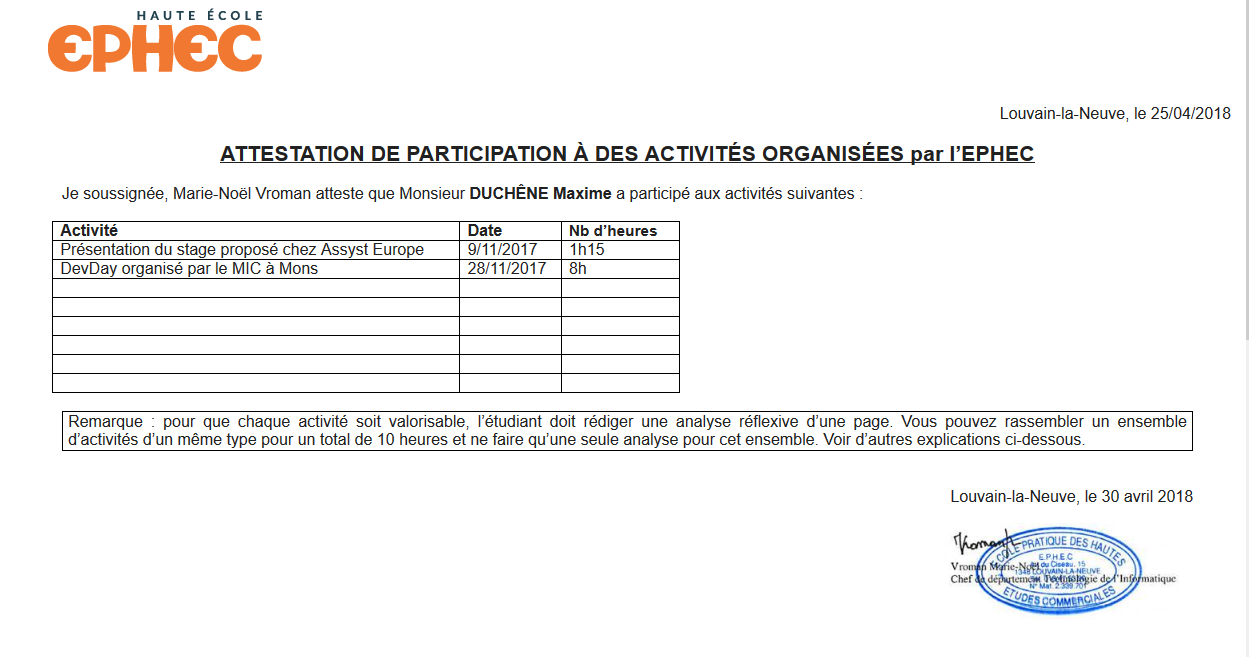 HAUTE ÉCOLE
EPHEC
Louvain-la-Neuve, le 25/04/2018
ATTESTATION DE PARTICIPATION À DES ACTIVITÉS ORGANISÉES par l'EPHEC
Je soussignée, Marie-Noël Vroman atteste que Monsieur DUCHÊNE Maxime a participé aux activités suivantes :
Activité Date Nb d'heures
Présentation du stage proposé chez Assyst Europe 9/11/2017 1h15
DevDay organisé par le MIC à Mons 28/11/2017 8h
Remarque : pour que chaque activité soit valorisable, l'étudiant doit rédiger une analyse réflexive d'une page. Vous pouvez rassembler un ensemble
d'activités d'un même type pour un total de 10 heures et ne faire qu'une seule analyse pour cet ensemble. Voir d'autres explications ci-dessous.
Louvain-la-Neuve, le 30 avril 2018
ECOLE PRATIQUE DES HAUTES
E.P.H.E.C
du Ciseau, 15
1348 LOUVAIN-LA-NEUVE
N° Mat. 2.339.701
ETUDES COMMERCIALES
Vroman Marie-Noël
Chef de département Technologie de l'Informatique